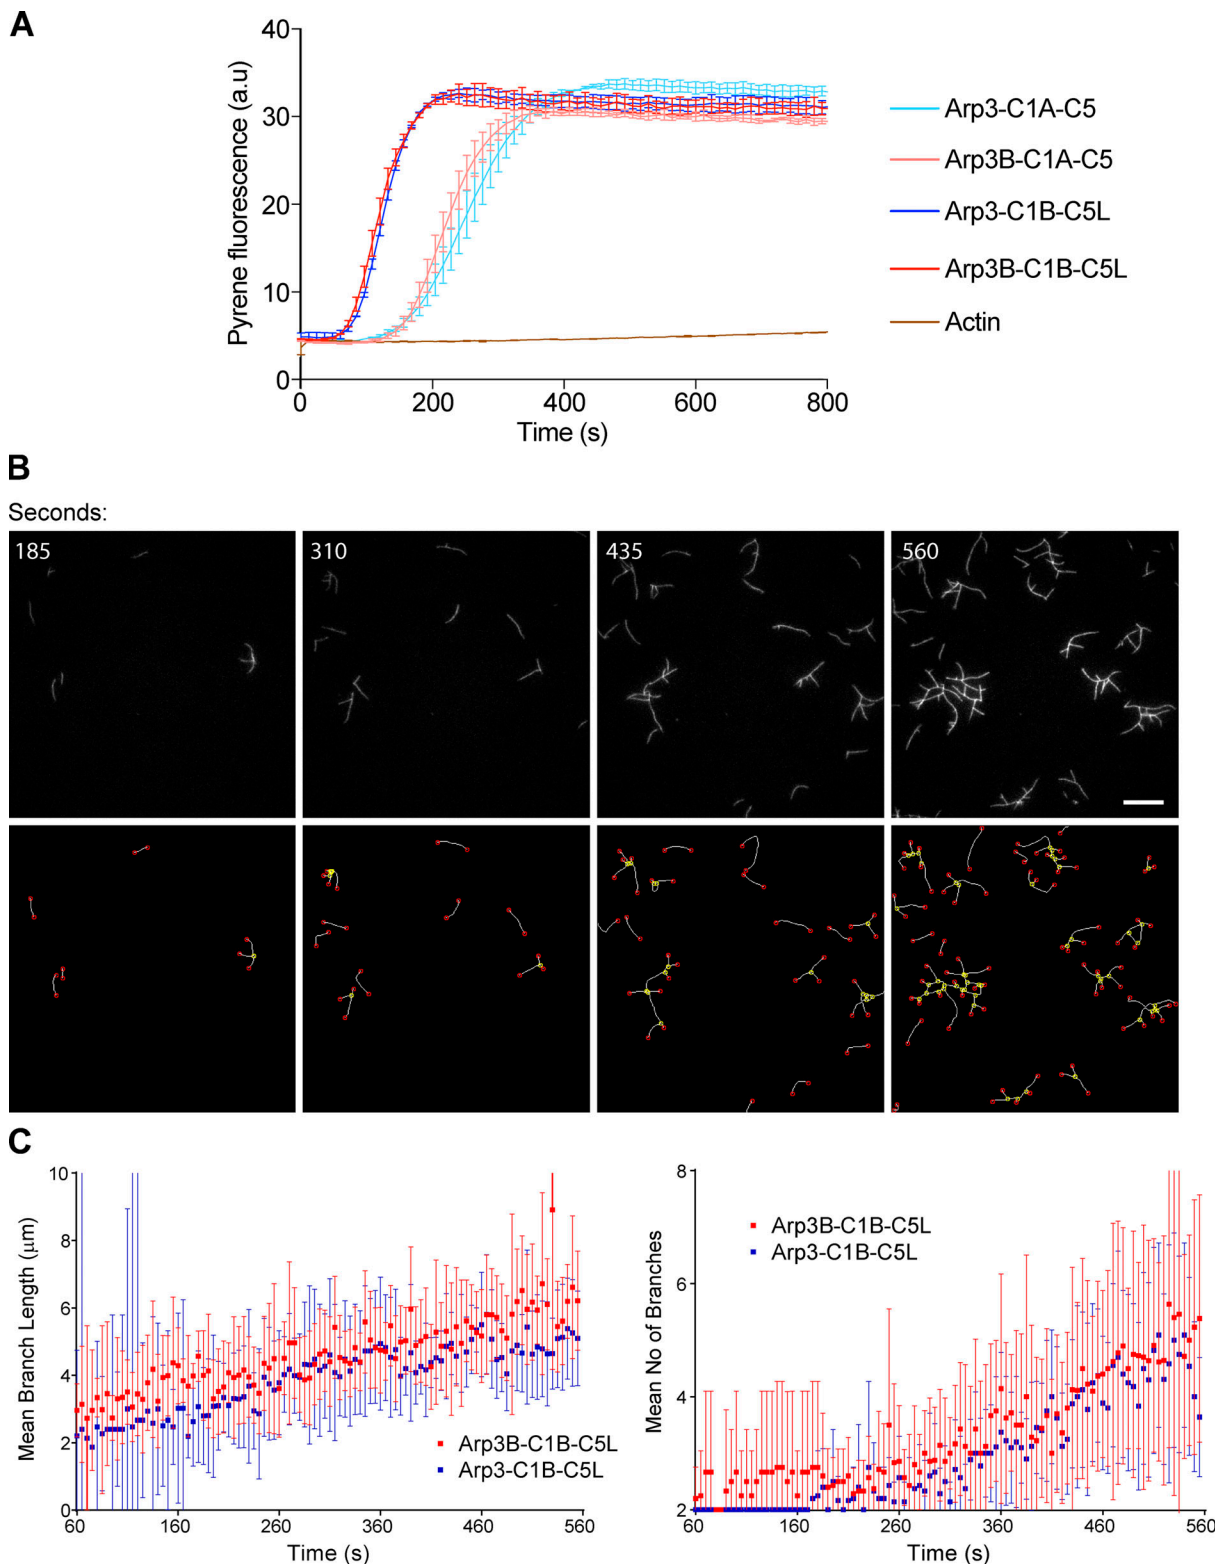 A
Pyrene fluorescence (a.u)
40
30
20
10
0
0 200 400 600 800
Time (s)
Arp3-C1A-C5
Arp3B-C1A-C5
Arp3-C1B-C5L
Arp3B-C1B-C5L
Actin
B
Seconds:
185 310 435 560
C
Mean Branch Length (μm)
10
8
6
4
2
0
60 160 260 360 460 560
Time (s)
Arp3B-C1B-C5L
Arp3-C1B-C5L
Mean No of Branches
8
6
4
2
60 160 260 360 460 560
Time (s)
Arp3B-C1B-C5L
Arp3-C1B-C5L